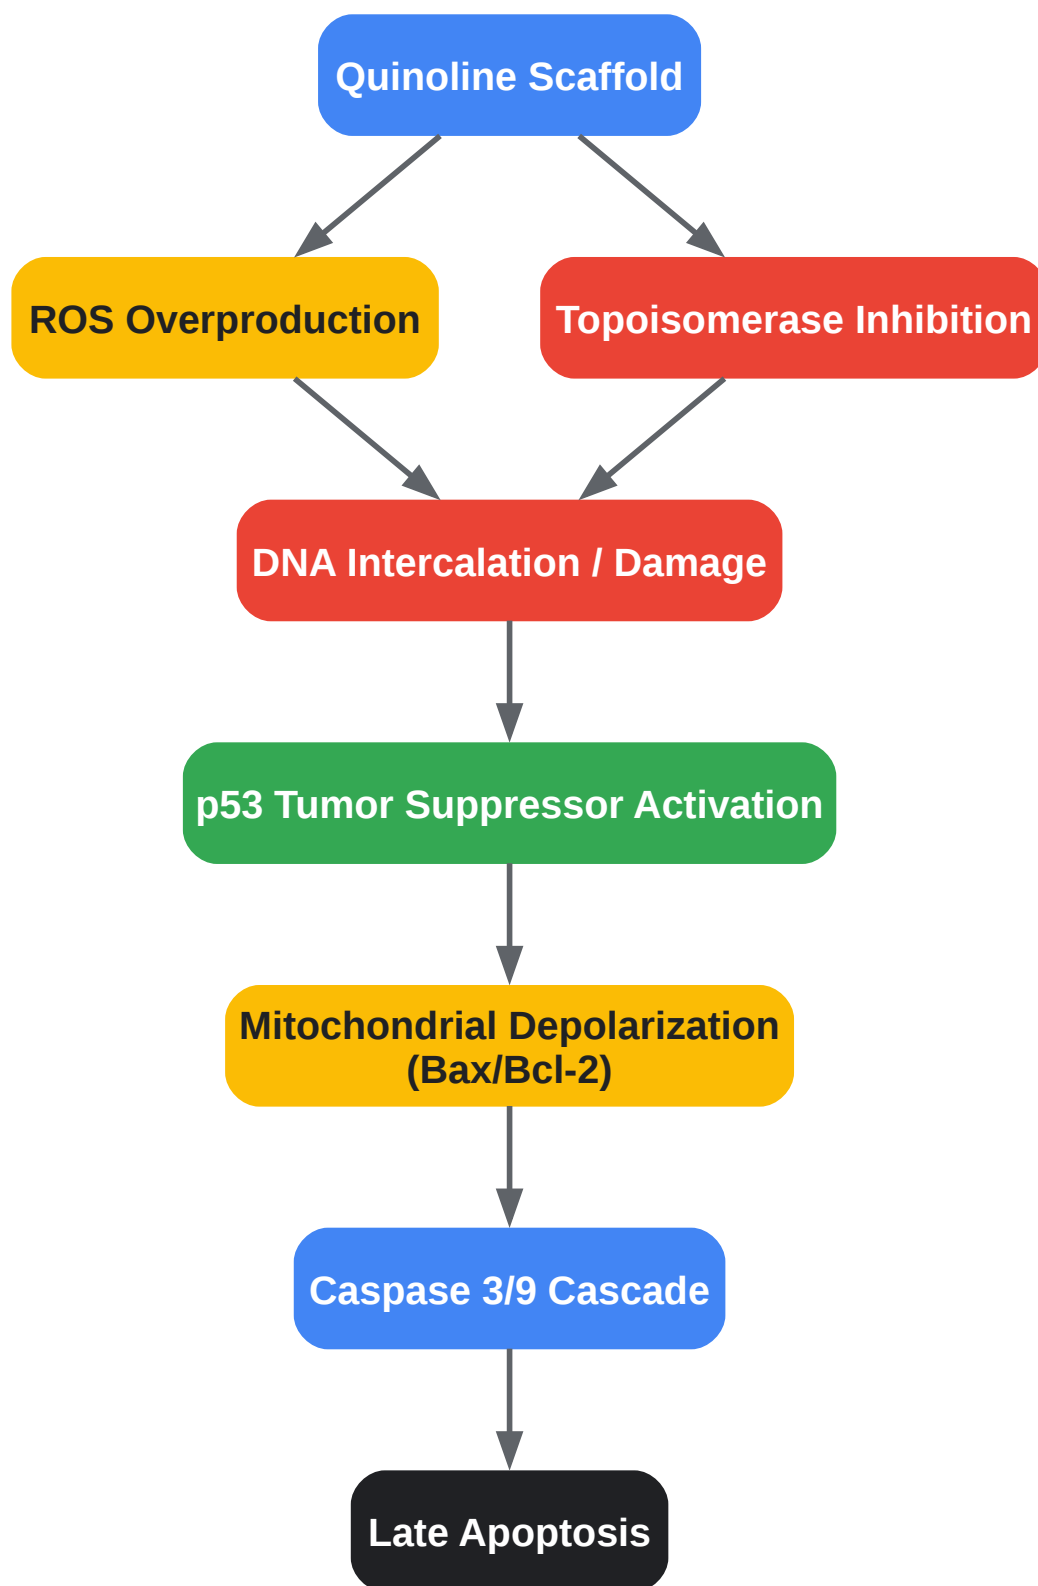 Quinoline Scaffold
ROS Overproduction
Topoisomerase Inhibition
DNA Intercalation / Damage
p53 Tumor Suppressor Activation
Mitochondrial Depolarization
(Bax/Bcl-2)
Caspase 3/9 Cascade
Late Apoptosis